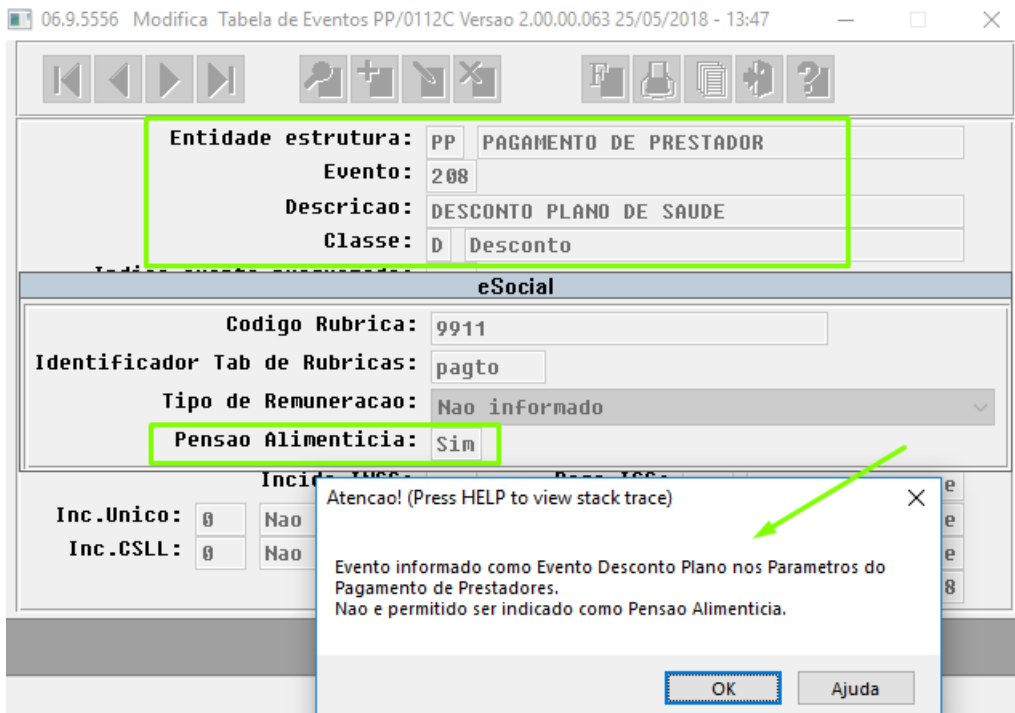 06.9.5556 Modifica Tabela de Eventos PP/0112C Versao 2.00.00.063 25/05/2018 - 13:47
F
Entidade estrutura: PP PAGAMENTO DE PRESTADOR
Evento: 208
Descricao: DESCONTO PLANO DE SAUDE
Classe: D Desconto
eSocial
Codigo Rubrica: 9911
Identificador Tab de Rubricas: pagto
Tipo de Remuneracao: Nao informado
Pensao Alimenticia: Sim
e
Atencao! (Press HELP to view stack trace)
Inc.Unico: 0 Nao e
Inc.CSLL: 0 Nao e
8
Evento informado como Evento Desconto Plano nos Parametros do
Pagamento de Prestadores.
Nao e permitido ser indicado como Pensao Alimenticia.
OK Ajuda